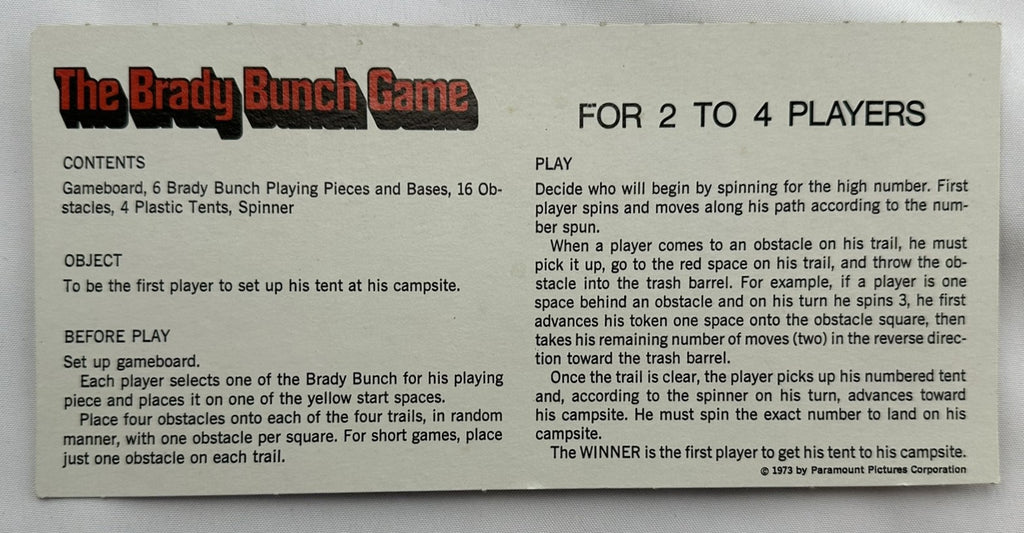 The Brady Bunch Game
FOR 2 TO 4 PLAYERS
CONTENTS
Gameboard, 6 Brady Bunch Playing Pieces and Bases, 16 Ob-
stacles, 4 Plastic Tents, Spinner
OBJECT
To be the first player to set up his tent at his campsite.
BEFORE PLAY
Set up gameboard.
Each player selects one of the Brady Bunch for his playing
piece and places it on one of the yellow start spaces.
Place four obstacles onto each of the four trails, in random
manner, with one obstacle per square. For short games, place
just one obstacle on each trail.
PLAY
Decide who will begin by spinning for the high number. First
player spins and moves along his path according to the num-
ber spun.
When a player comes to an obstacle on his trail, he must
pick it up, go to the red space on his trail, and throw the ob-
stacle into the trash barrel. For example, if a player is one
space behind an obstacle and on his turn he spins 3, he first
advances his token one space onto the obstacle square, then
takes his remaining number of moves (two) in the reverse direc-
tion toward the trash barrel.
Once the trail is clear, the player picks up his numbered tent
and, according to the spinner on his turn, advances toward
his campsite. He must spin the exact number to land on his
campsite.
The WINNER is the first player to get his tent to his campsite.
© 1973 by Paramount Pictures Corporation